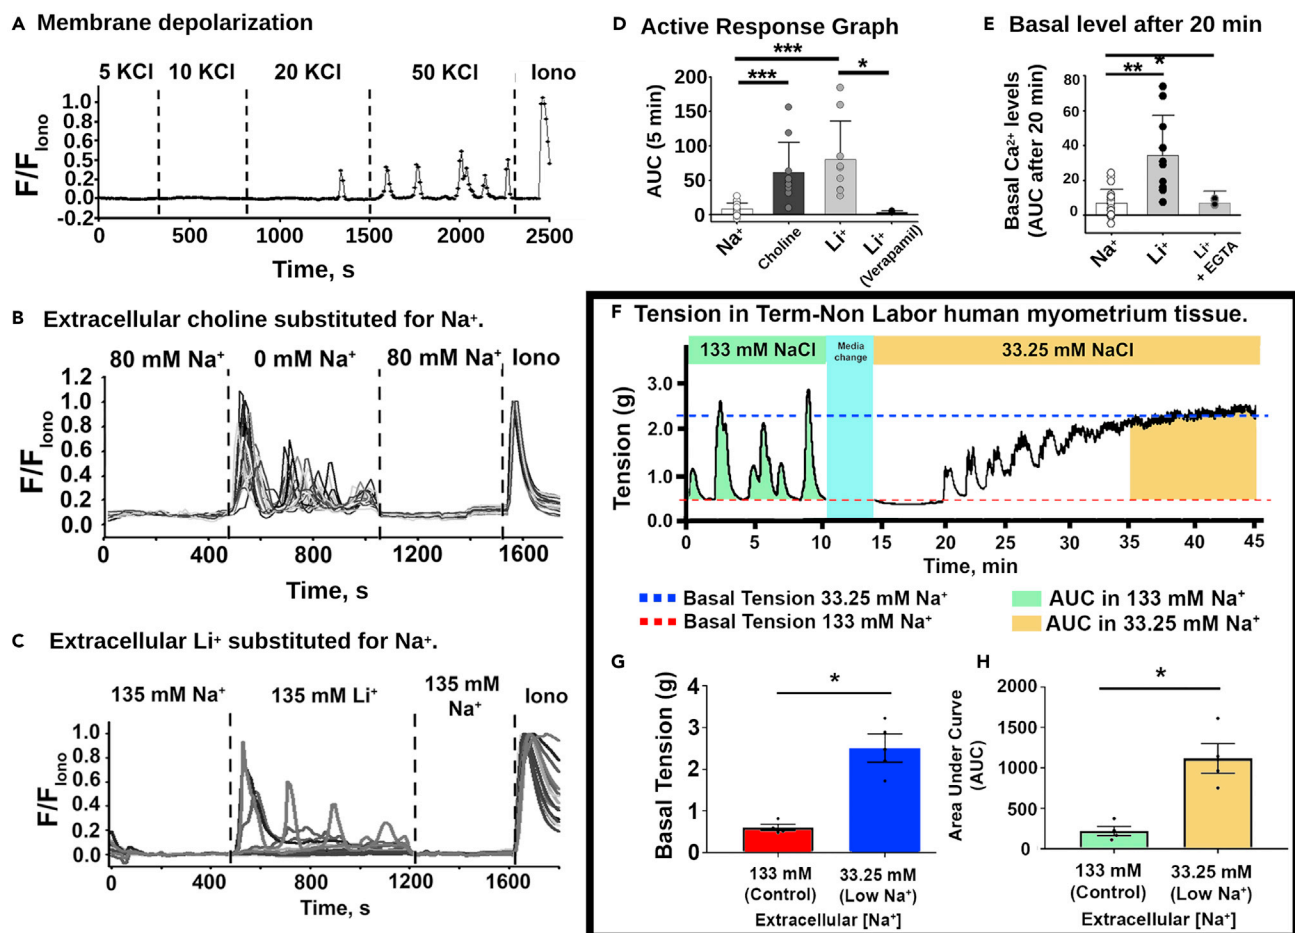 A Membrane depolarization
5 KCl 10 KCl 20 KCl 50 KCl Iono
F/F_Iono
1.0
0.8
0.5
0.2
0.0
-0.2
0 500 1000 1500 2000 2500
Time, s
B Extracellular choline substituted for Na⁺.
80 mM Na⁺ 0 mM Na⁺ 80 mM Na⁺ Iono
F/F_Iono
1.2
1.0
0.8
0.6
0.4
0.2
0.0
0 400 800 1200 1600
Time, s
C Extracellular Li⁺ substituted for Na⁺.
135 mM Na⁺ 135 mM Li⁺ 135 mM
Na⁺
Iono
F/F_Iono
1.0
0.8
0.6
0.4
0.2
0.0
0 400 800 1200 1600
Time, s
D Active Response Graph
***
*** *
AUC (5 min)
200
150
100
50
0
Na⁺
Choline
Li⁺
Li⁺
(Verapamil)
E Basal level after 20 min
*
**
Basal Ca²⁺ levels
(AUC after 20 min)
80
60
40
20
0
Na⁺
Li⁺
Li⁺
+ EGTA
F Tension in Term-Non Labor human myometrium tissue.
133 mM NaCl
Media
change
33.25 mM NaCl
Tension (g)
3.0
2.0
1.0
0.0
0 5 10 15 20 25 30 35 40 45
Time, min
Basal Tension 33.25 mM Na⁺
Basal Tension 133 mM Na⁺
AUC in 133 mM Na⁺
AUC in 33.25 mM Na⁺
G
*
Basal Tension (g)
4
3
2
1
0
133 mM
(Control)
33.25 mM
(Low Na⁺)
Extracellular [Na⁺]
H
*
Area Under Curve
(AUC)
2000
1500
1000
500
0
133 mM
(Control)
33.25 mM
(Low Na⁺)
Extracellular [Na⁺]